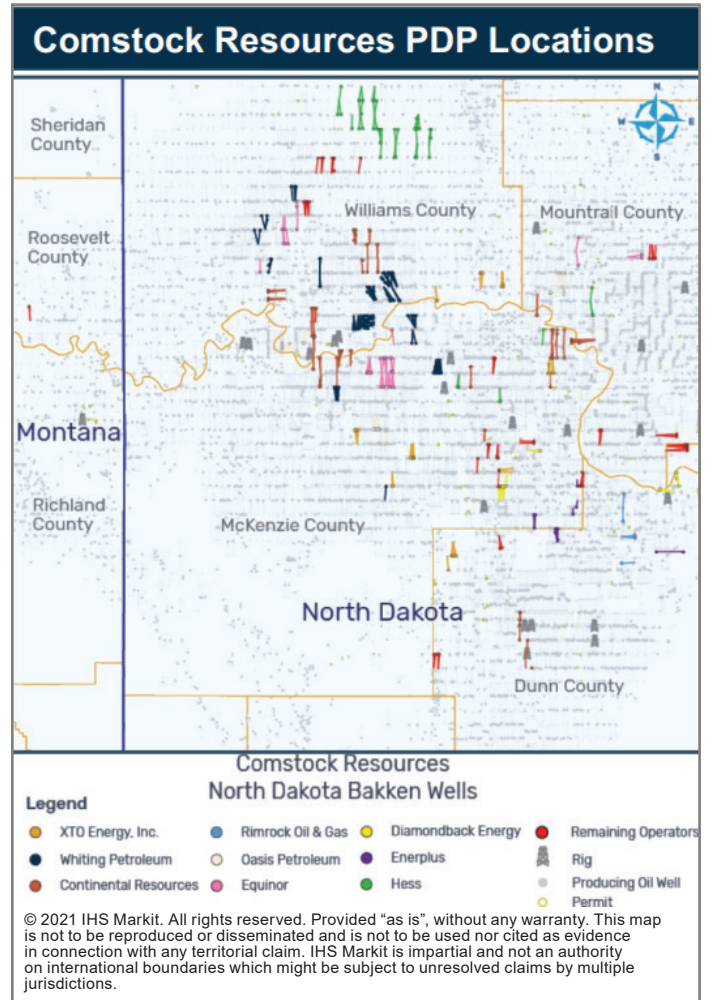 Comstock Resources PDP Locations
N
W E
S
Sheridan
County
Williams County
Mountrail County
Roosevelt
County
Montana
Richland
County
McKenzie County
North Dakota
Dunn County
Comstock Resources
North Dakota Bakken Wells
Legend
XTO Energy, Inc.
Rimrock Oil & Gas
Diamondback Energy
Remaining Operators
Whiting Petroleum
Oasis Petroleum
Enerplus
Rig
Continental Resources
Equinor
Hess
Producing Oil Well
Permit
© 2021 IHS Markit. All rights reserved. Provided “as is”, without any warranty. This map
is not to be reproduced or disseminated and is not to be used nor cited as evidence
in connection with any territorial claim. IHS Markit is impartial and not an authority
on international boundaries which might be subject to unresolved claims by multiple
jurisdictions.